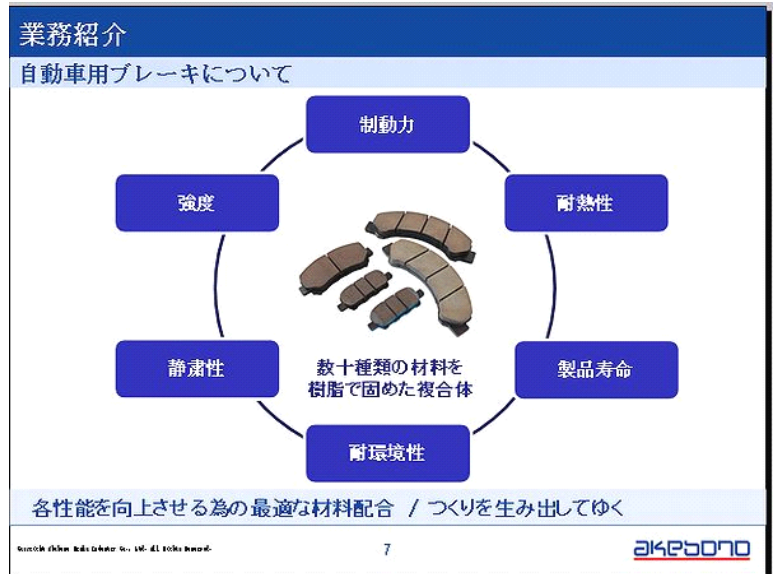 業務紹介
自動車用ブレーキについて
制動力
強度
耐熱性
静粛性
製品寿命
耐環境性
数十種類の材料を
樹脂で固めた複合体
各性能を向上させる為の最適な材料配合 / つくりを生み出してゆく
7
akebono